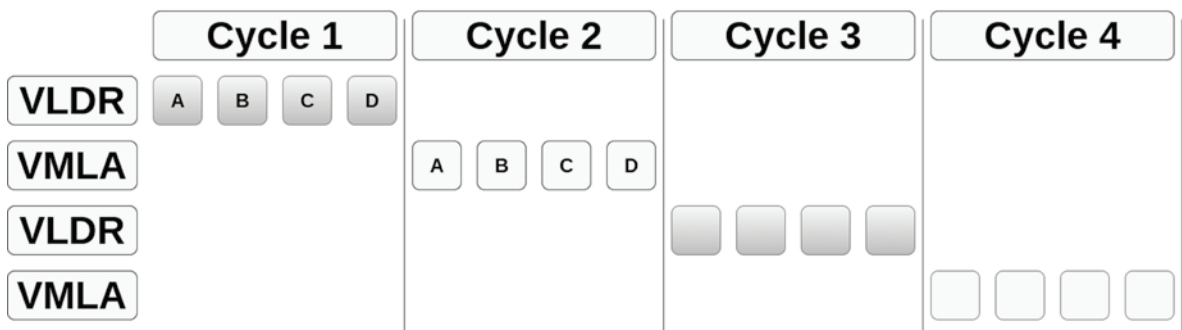 Cycle 1 Cycle 2 Cycle 3 Cycle 4
VLDR A B C D
VMLA A B C D
VLDR
VMLA